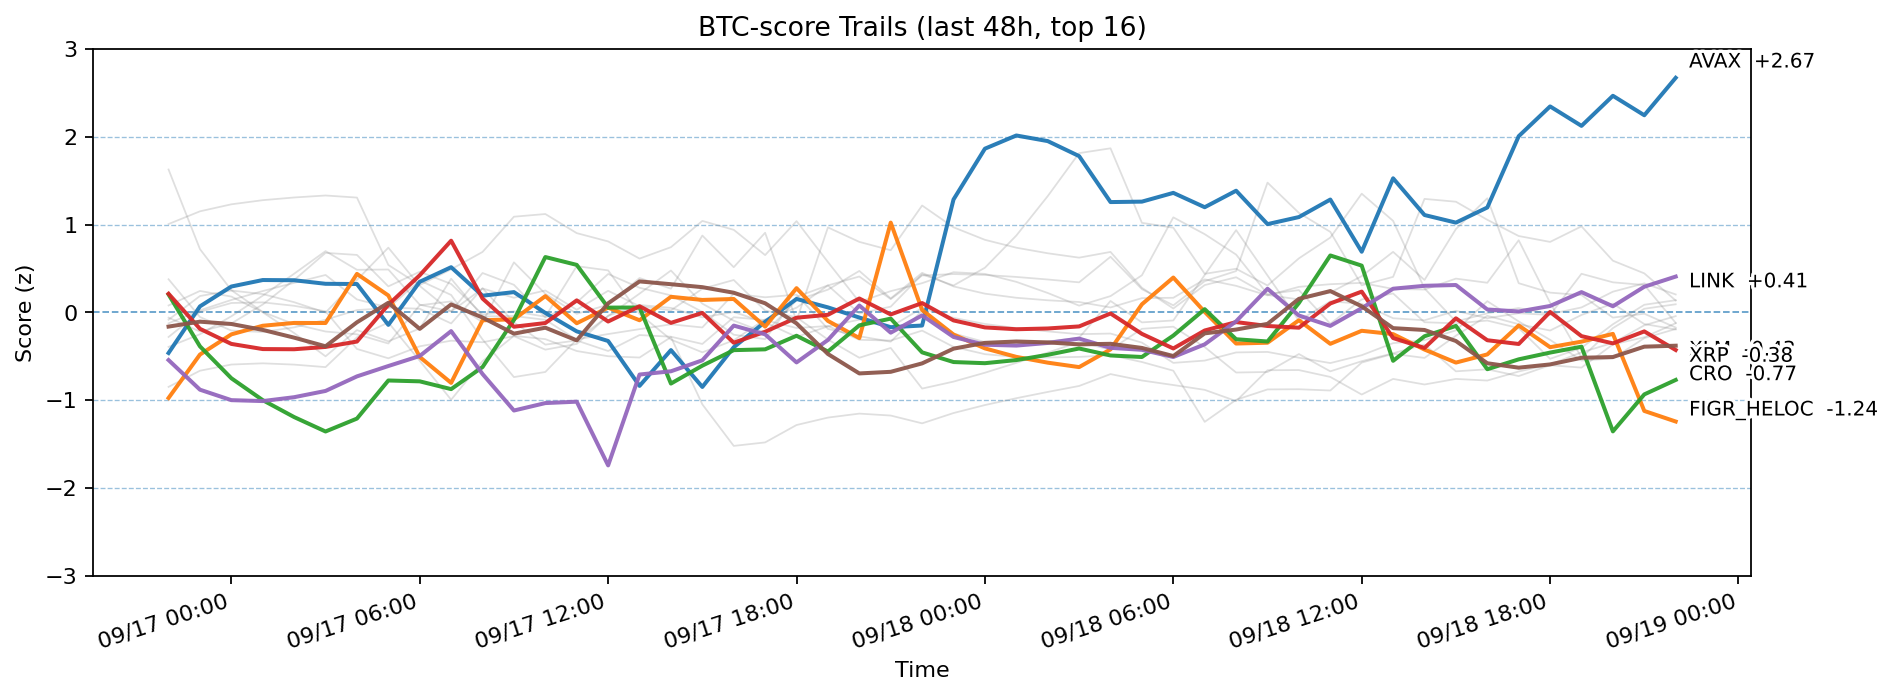 BTC-score Trails (last 48h, top 16)
Score (z)
3
2
1
0
−1
−2
−3
AVAX +2.67
LINK +0.41
XRP -0.38
CRO -0.77
FIGR_HELOC -1.24
09/17 00:00
09/17 06:00
09/17 12:00
09/17 18:00
09/18 00:00
09/18 06:00
09/18 12:00
09/18 18:00
09/19 00:00
Time